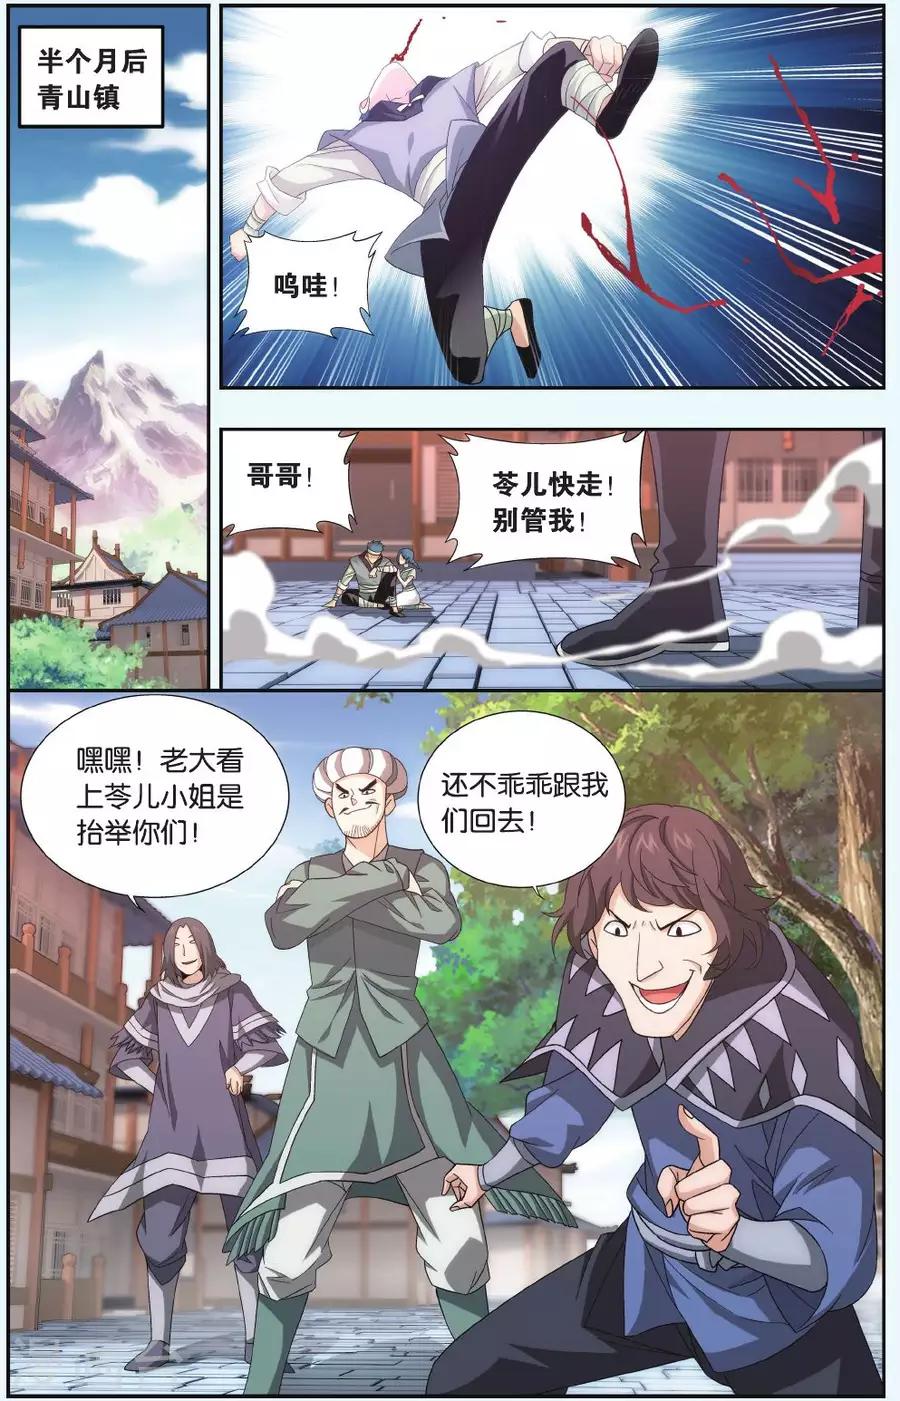 半个月后
青山镇
呜哇！
哥哥！
苓儿快走！
别管我！
嘿嘿！老大看
上苓儿小姐是
抬举你们！
还不乖乖跟我
们回去！